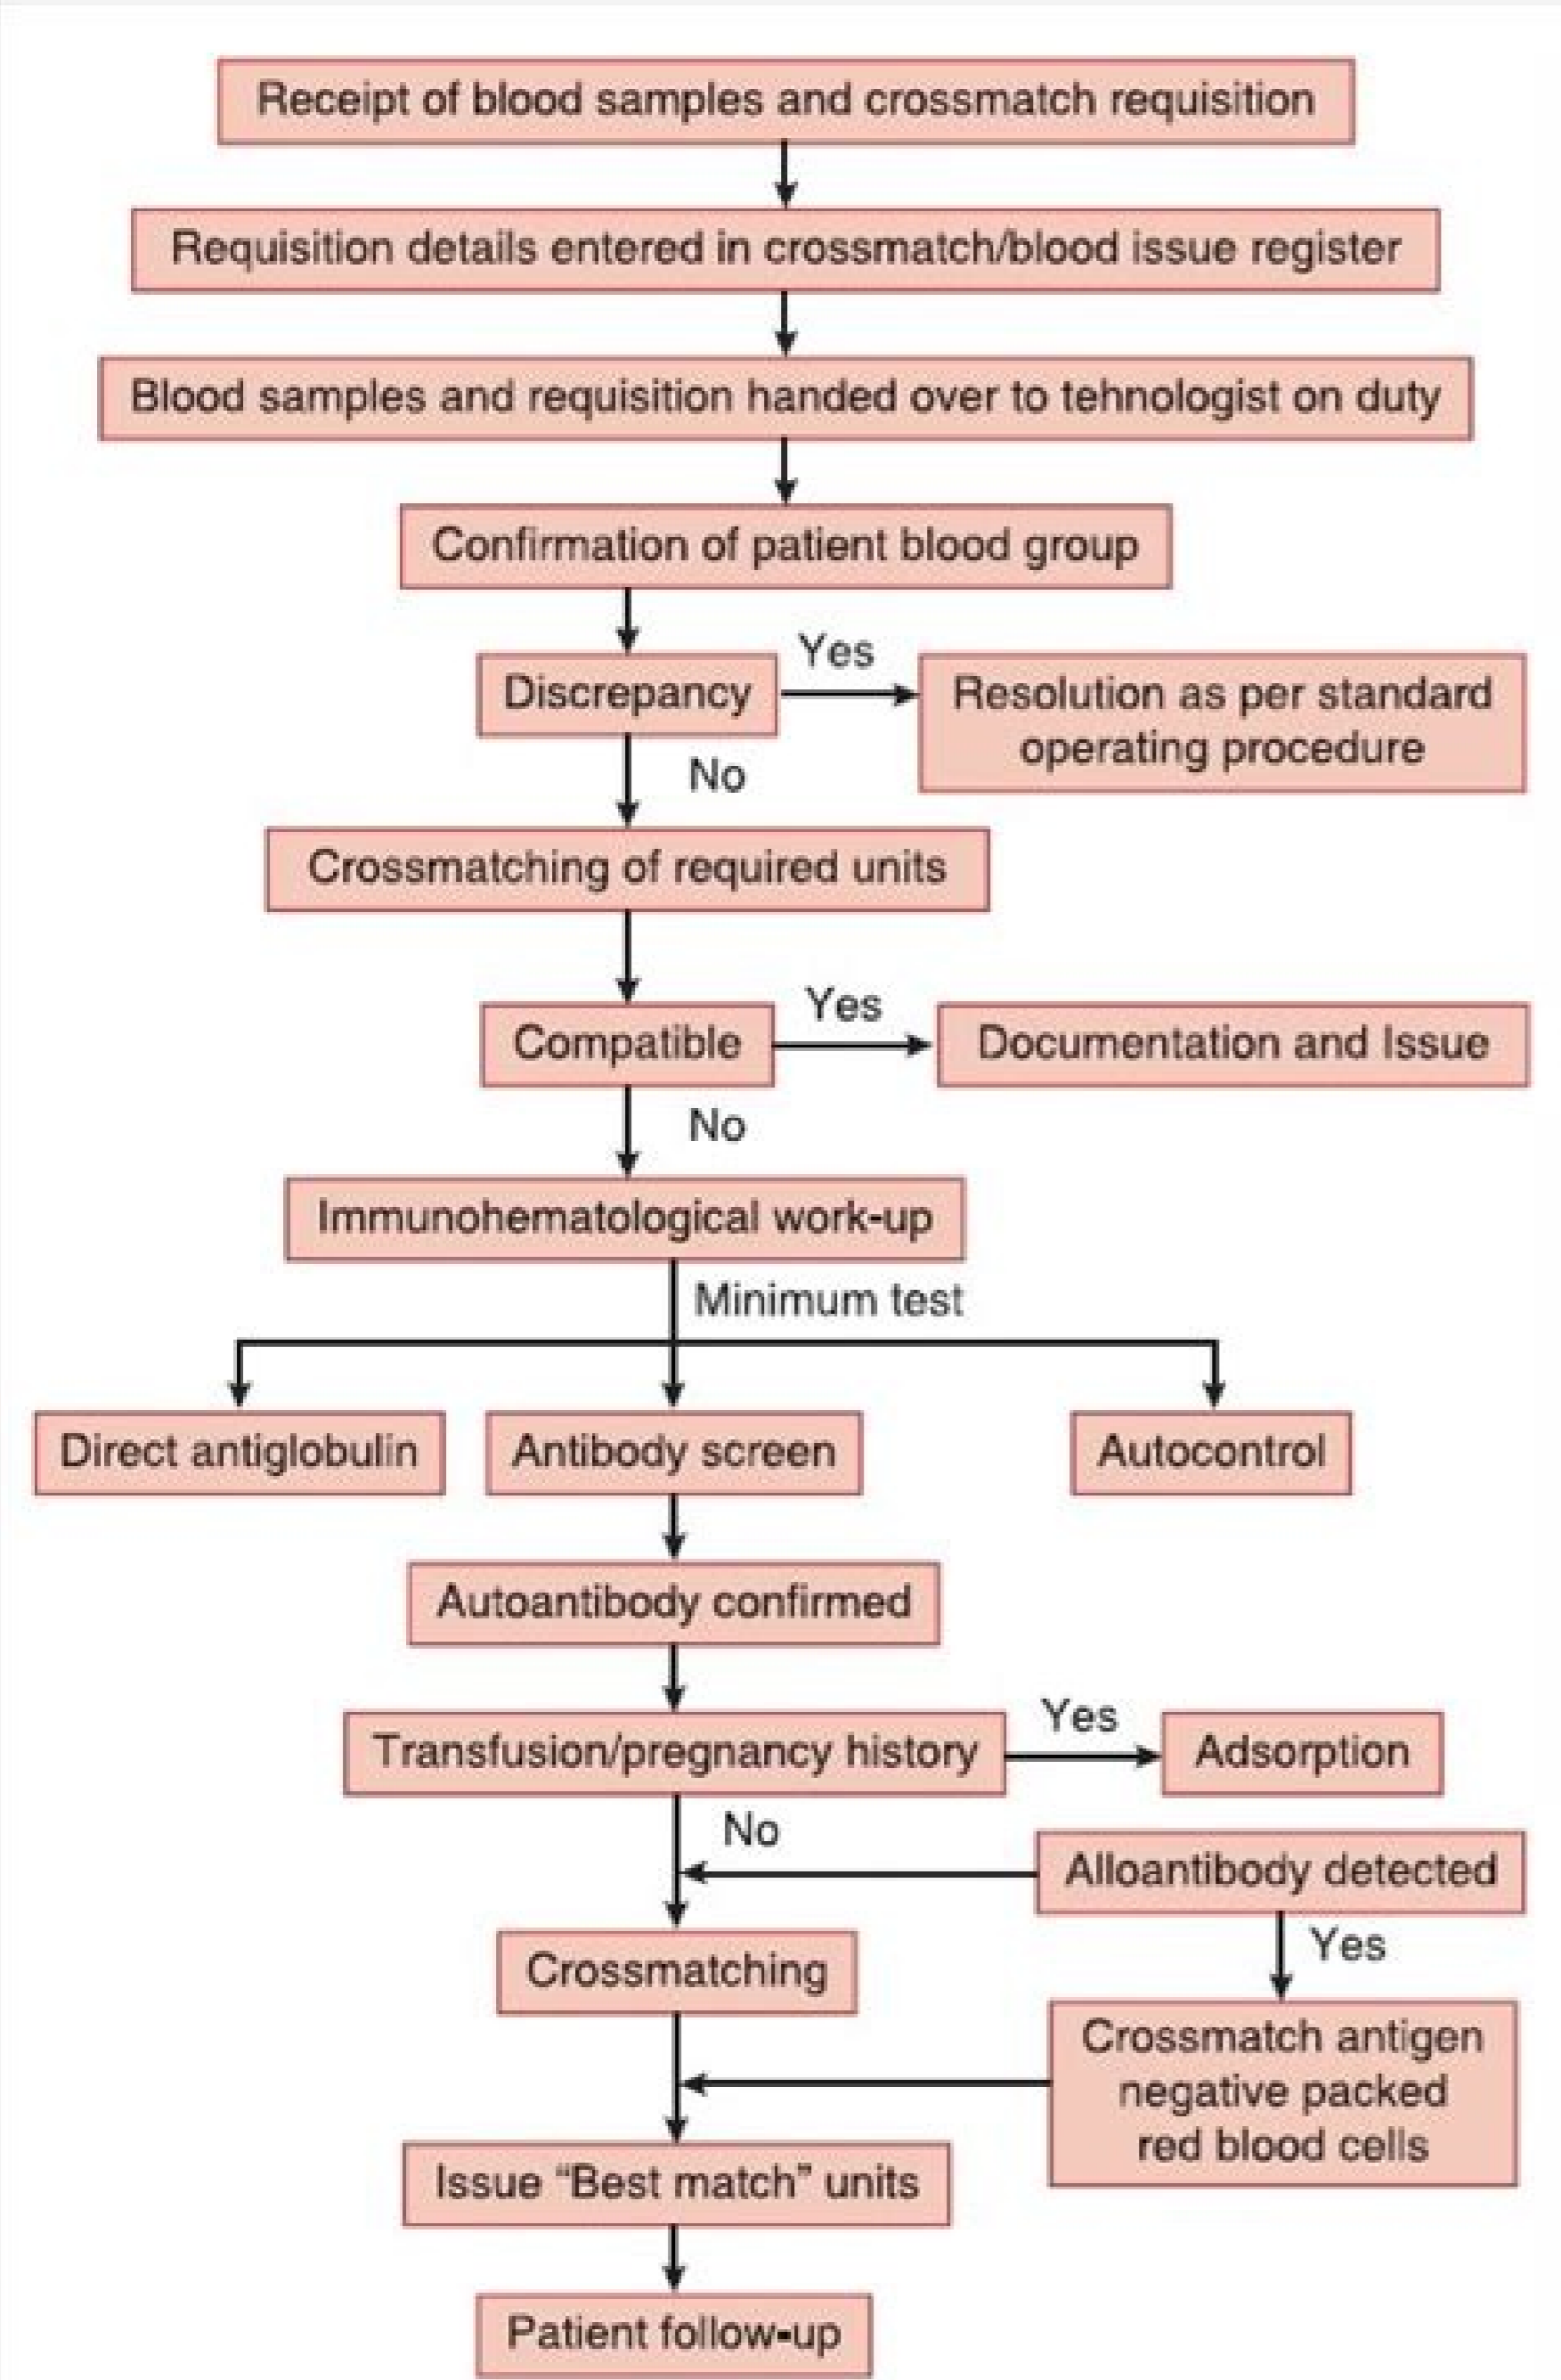 Receipt of blood samples and crossmatch requisition
Requisition details entered in crossmatch/blood issue register
Blood samples and requisition handed over to tehnologist on duty
Confirmation of patient blood group
Discrepancy
Yes
Resolution as per standard
operating procedure
No
Crossmatching of required units
Compatible
Yes
Documentation and Issue
No
Immunohematological work-up
Minimum test
Direct antiglobulin
Antibody screen
Autocontrol
Autoantibody confirmed
Transfusion/pregnancy history
Yes
Adsorption
No
Alloantibody detected
Yes
Crossmatching
Crossmatch antigen
negative packed
red blood cells
Issue “Best match” units
Patient follow-up